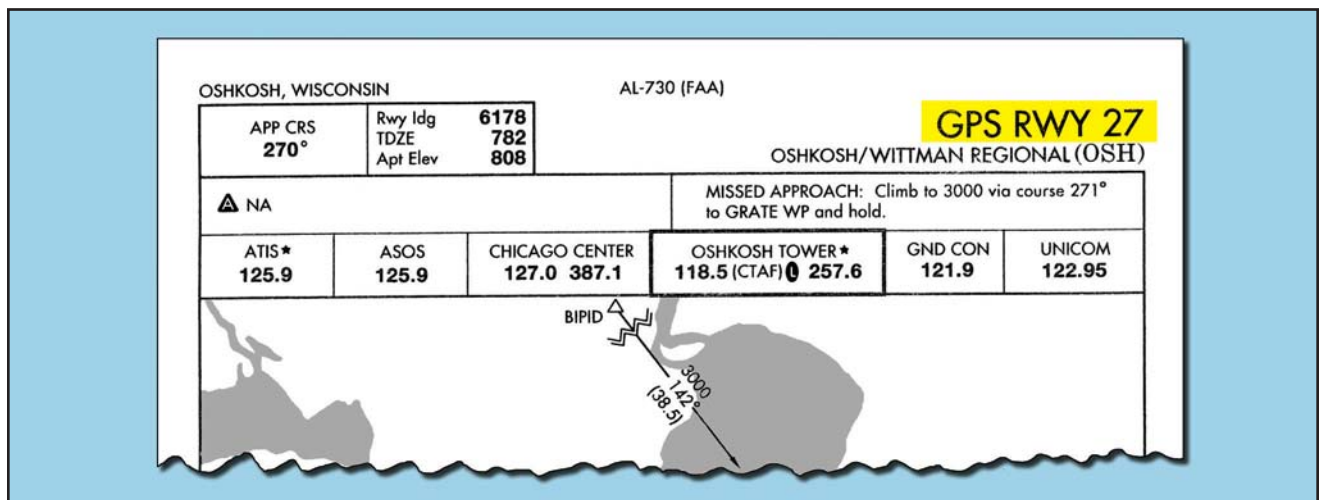 OSHKOSH, WISCONSIN
AL-730 (FAA)
APP CRS
270°
Rwy ldg 6178
TDZE 782
Apt Elev 808
GPS RWY 27
OSHKOSH/WITTMAN REGIONAL (OSH)
A NA
MISSED APPROACH: Climb to 3000 via course 271°
to GRATE WP and hold.
ATIS★
125.9
ASOS
125.9
CHICAGO CENTER
127.0 387.1
OSHKOSH TOWER★
118.5 (CTAF) L 257.6
GND CON
121.9
UNICOM
122.95
BIPID
3000
142°
(38.5)